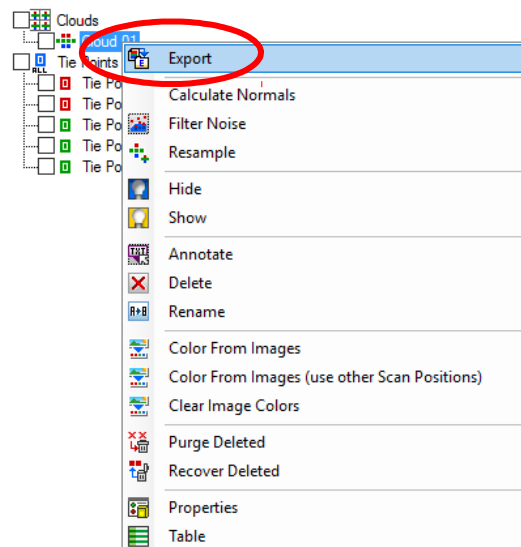 Clouds
Cloud 01
ALL Tie Points
Tie Po
Tie Po
Tie Po
Tie Po
Export
Calculate Normals
Filter Noise
Resample
Hide
Show
TXT Annotate
Delete
A+B Rename
Color From Images
Color From Images (use other Scan Positions)
Clear Image Colors
Purge Deleted
Recover Deleted
Properties
Table